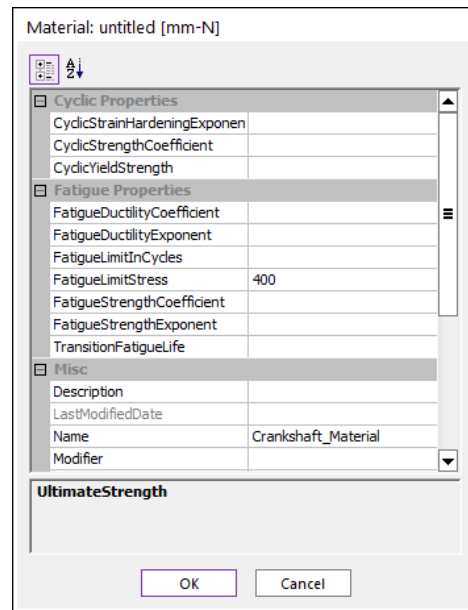 Material: untitled [mm-N]
Cyclic Properties
CyclicStrainHardeningExponen
CyclicStrengthCoefficient
CyclicYieldStrength
Fatigue Properties
FatigueDuctilityCoefficient
FatigueDuctilityExponent
FatigueLimitInCycles
FatigueLimitStress 400
FatigueStrengthCoefficient
FatigueStrengthExponent
TransitionFatigueLife
Misc
Description
LastModifiedDate
Name Crankshaft_Material
Modifier
UltimateStrength
OK Cancel